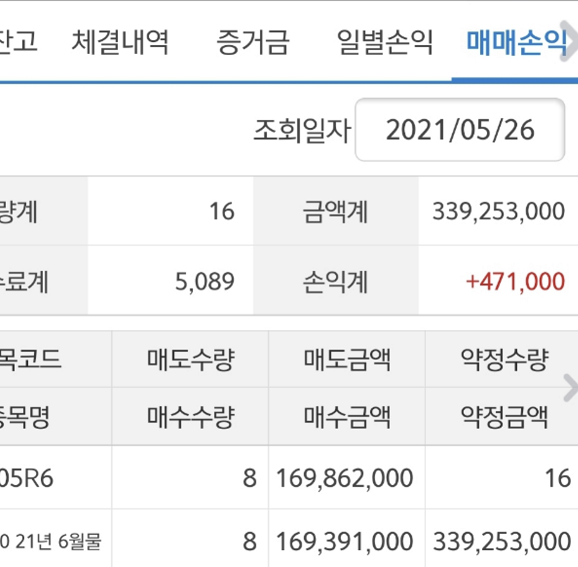 잔고 체결내역 증거금 일별손익 매매손익
조회일자 2021/05/26
량계 16 금액계 339,253,000
수료계 5,089 손익계 +471,000
목코드 매도수량 매도금액 약정수량
종목명 매수수량 매수금액 약정금액
05R6 8 169,862,000 16
0 21년 6월물 8 169,391,000 339,253,000